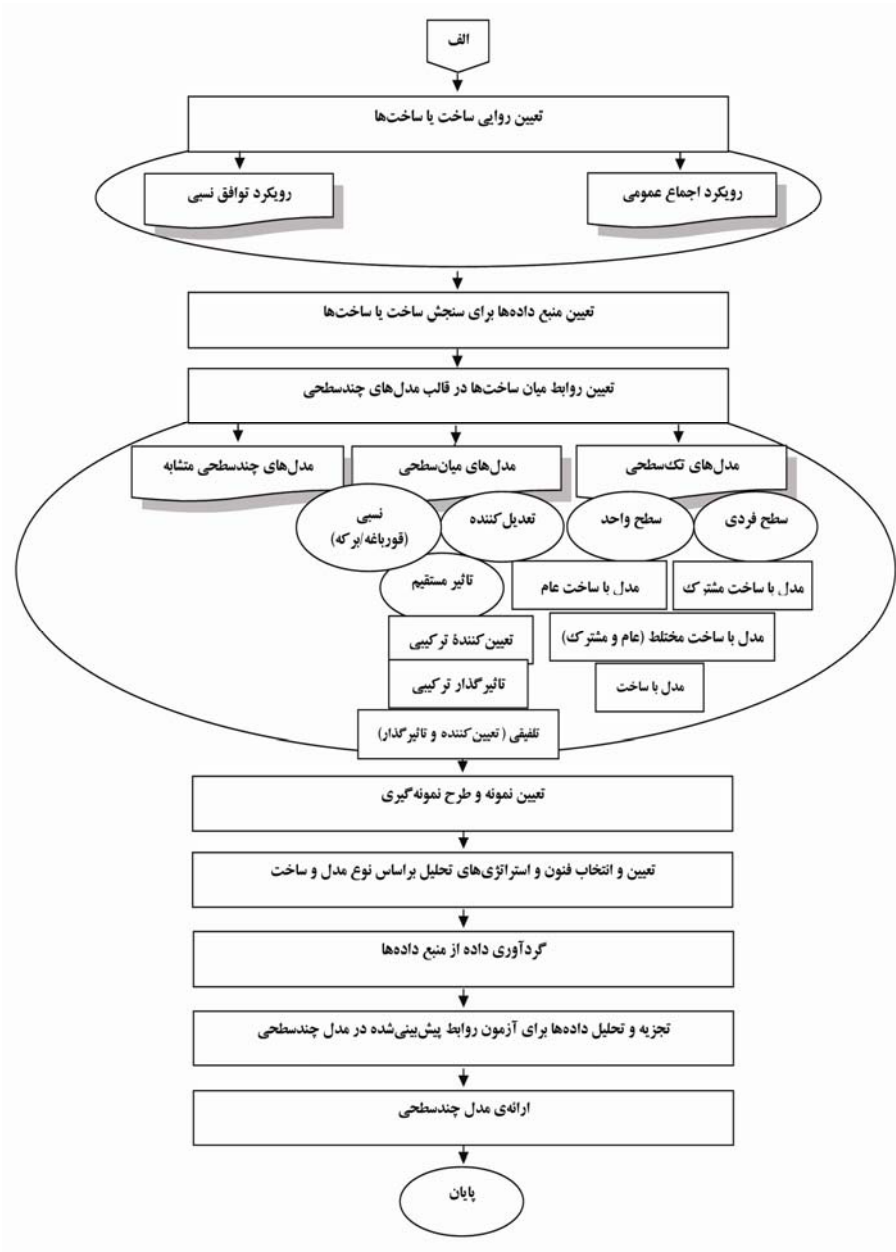 الف
تعیین روایی ساخت یا ساخت‌ها
رویکرد اجماع عمومی
رویکرد توافق نسبی
تعیین منبع داده‌ها برای سنجش ساخت یا ساخت‌ها
تعیین روابط میان ساخت‌ها در قالب مدل‌های چندسطحی
مدل‌های تک‌سطحی
مدل‌های میان‌سطحی
مدل‌های چندسطحی متشابه
سطح فردی
سطح واحد
تعدیل‌کننده
نسبی
(قورباغه/برکه)
تاثیر مستقیم
مدل با ساخت مشترک
مدل با ساخت عام
مدل با ساخت مختلط (عام و مشترک)
تعیین‌کنندهٔ ترکیبی
تاثیرگذار ترکیبی
مدل با ساخت
تلفیقی (تعیین‌کننده و تاثیرگذار)
تعیین نمونه و طرح نمونه‌گیری
تعیین و انتخاب فنون و استراتژی‌های تحلیل براساس نوع مدل و ساخت
گردآوری داده از منبع داده‌ها
تجزیه و تحلیل داده‌ها برای آزمون روابط پیش‌بینی‌شده در مدل چندسطحی
ارائه‌ی مدل چندسطحی
پایان